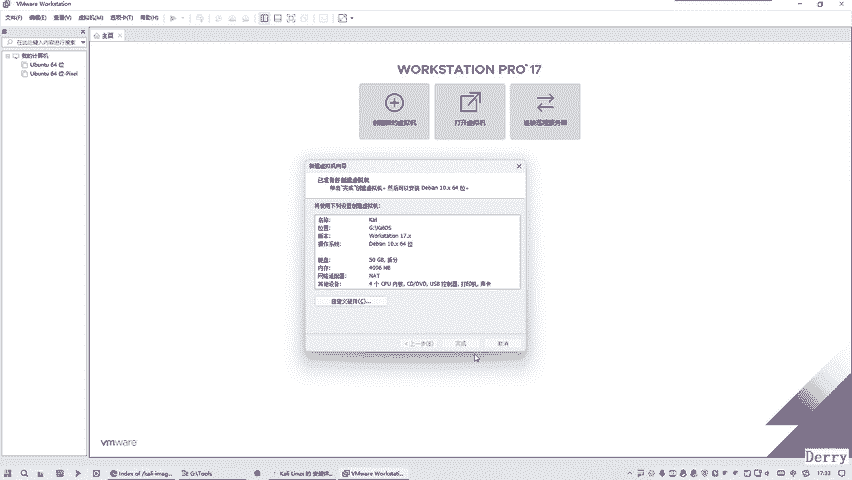 VMware Workstation
文件(F) 编辑(E) 查看(V) 虚拟机(M) 选项卡(T) 帮助(H)
在此处键入内容进行搜索
主页
我的计算机
Ubuntu 64 位
Ubuntu 64 位-Pixel
WORKSTATION PRO 17
创建新的虚拟机
打开虚拟机
连接远程服务器
新建虚拟机向导
已准备好创建虚拟机
单击"完成"创建虚拟机。然后可以安装 Debian 10.x 64 位。
将使用下列设置创建虚拟机:
名称: Kali
位置:
版本: Workstation 17.x
操作系统: Debian 10.x 64 位
硬盘: 50 GB, 拆分
内存: 4096 MB
网络适配器: NAT
其他设备: 4 个 CPU 内核, CD/DVD, USB 控制器, 打印机, 声卡
自定义硬件(C)...
< 上一步(B)
完成
取消
vmware
Index of /kali-imag...
G:\Tools
Kali Linux 的 安装详...
VMware Workstati...
17:33
Derry